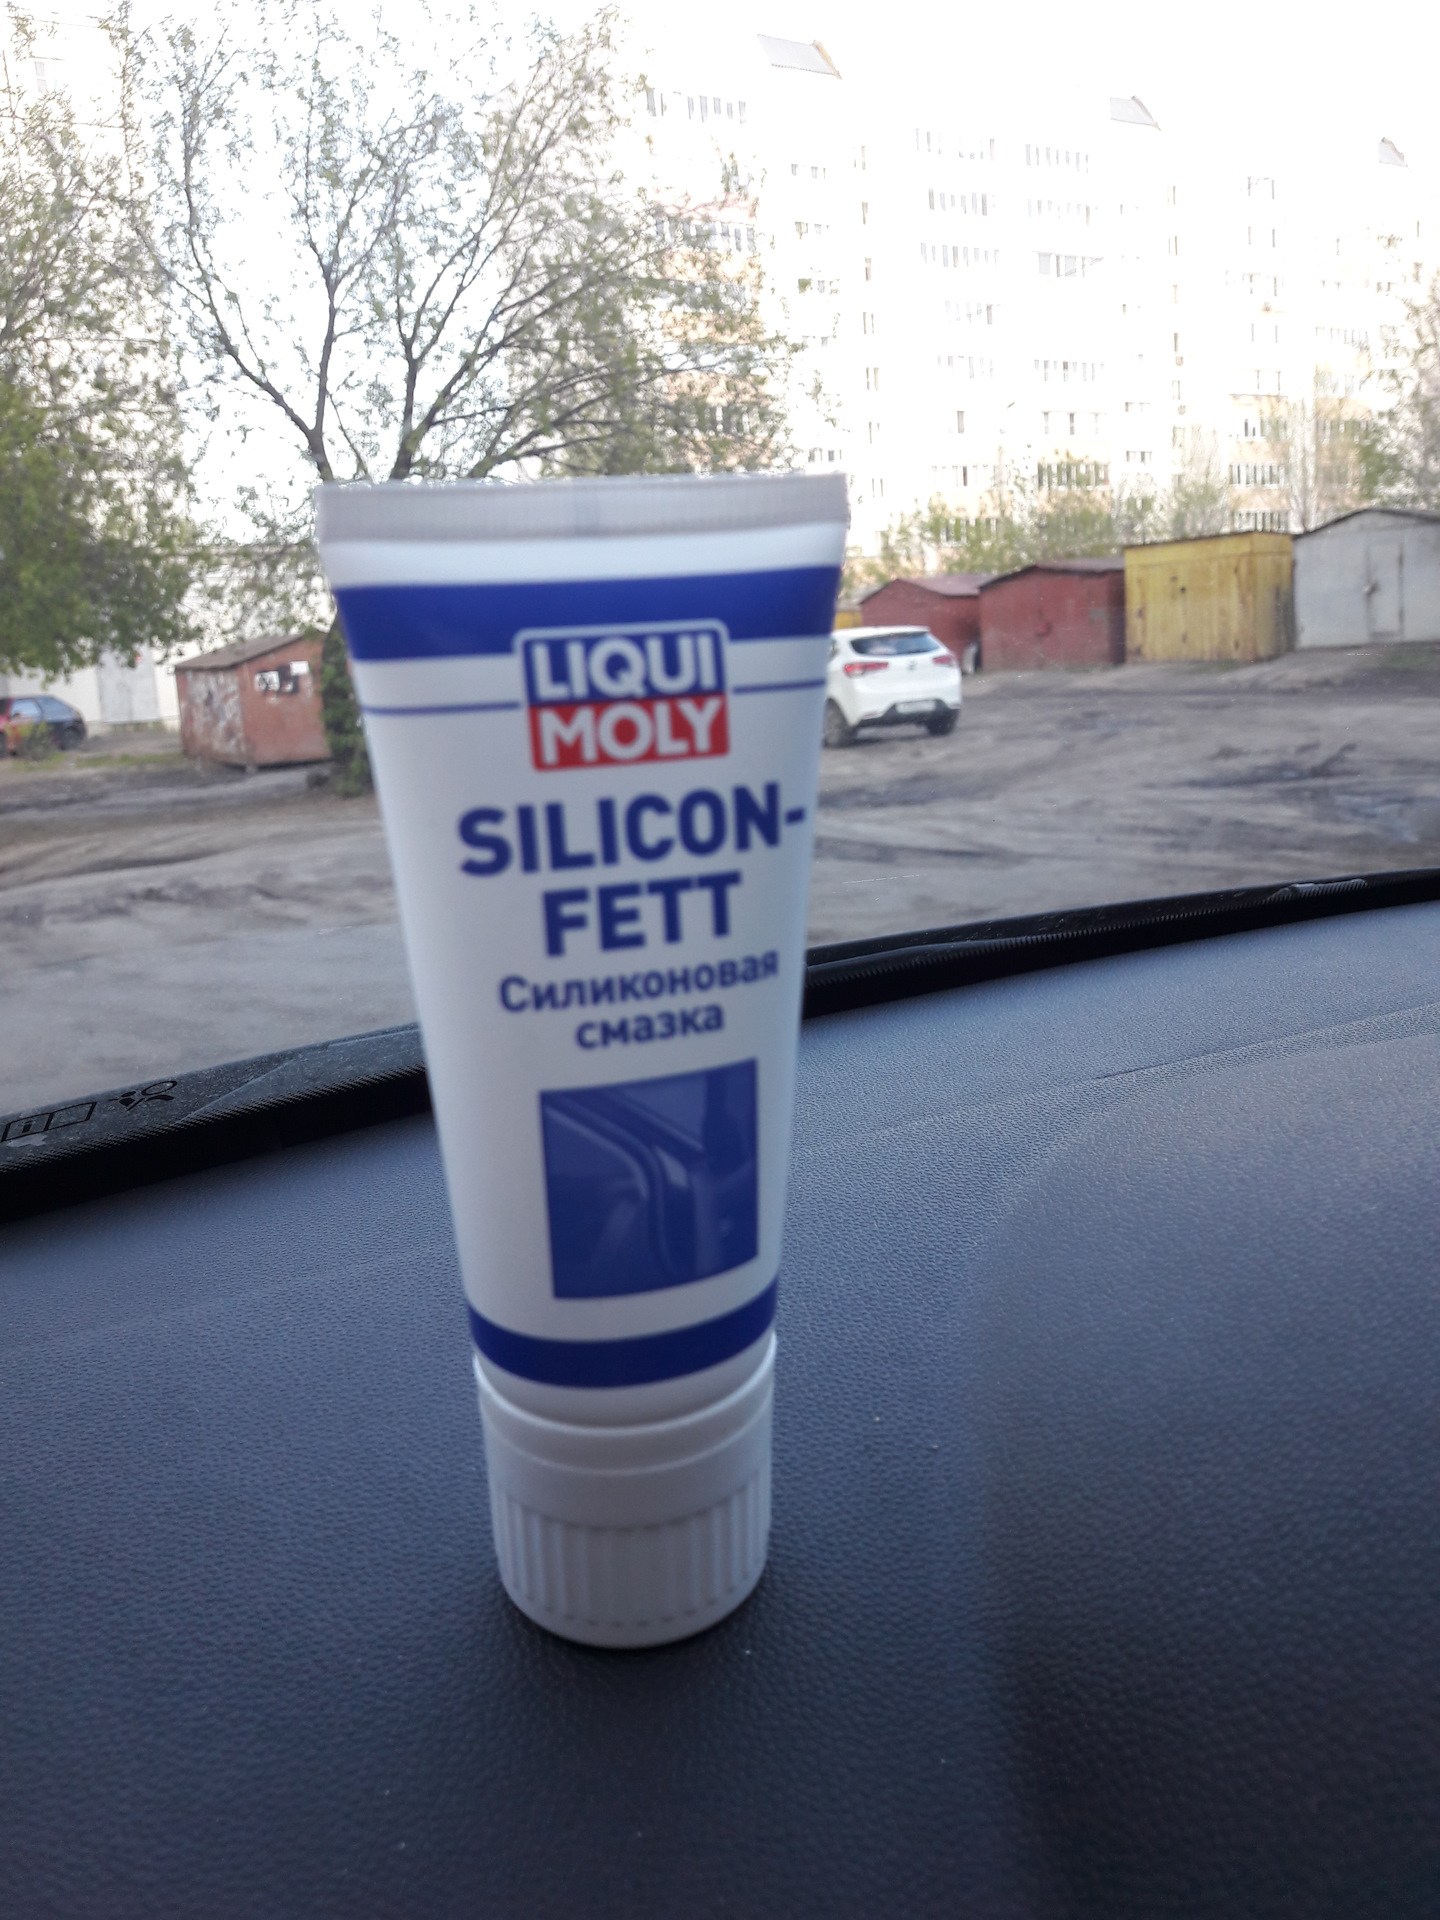 LIQUI
MOLY
SILICON-
FETT
Силиконовая
смазка